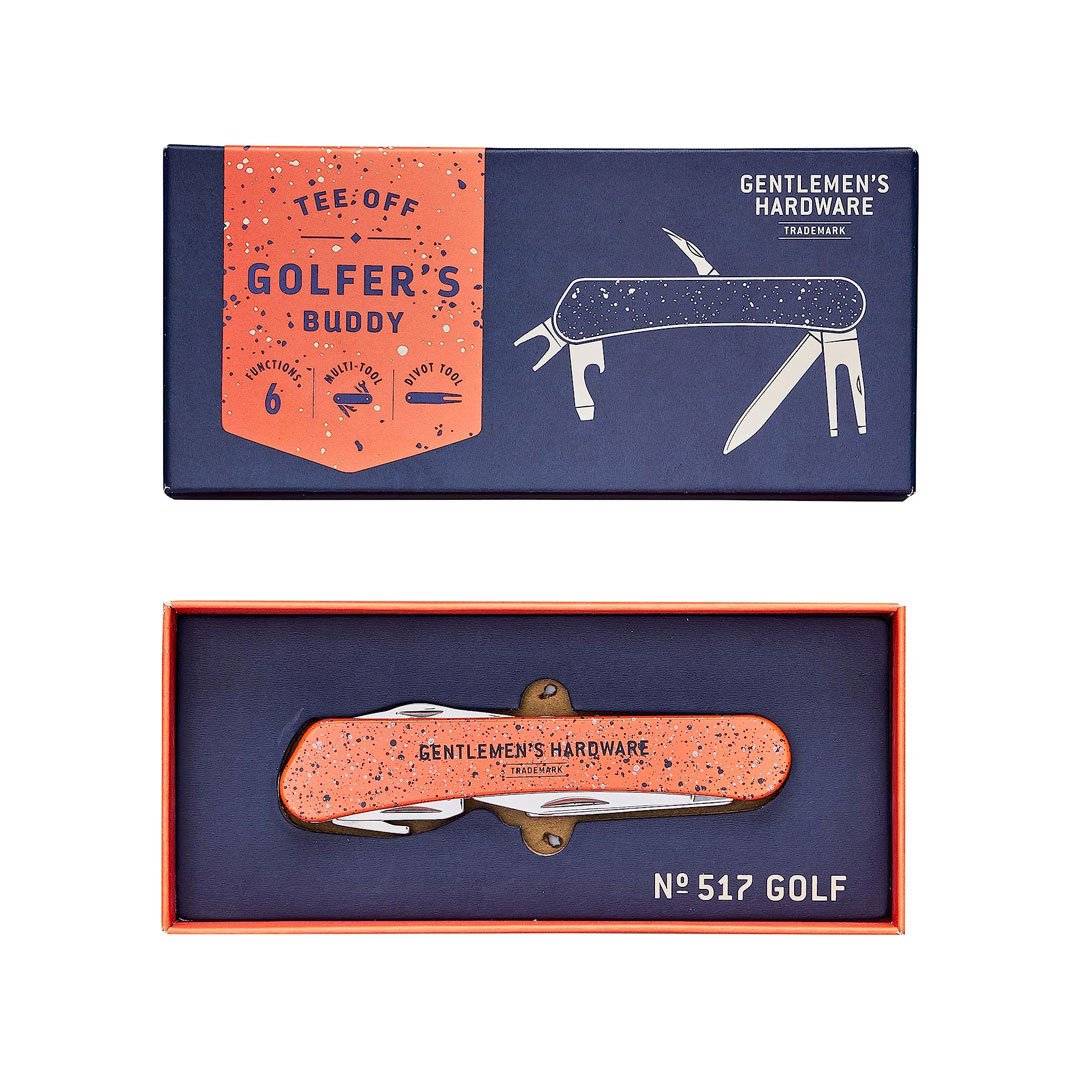 TEE OFF
GOLFER'S
BUDDY
FUNCTIONS
6
MULTI-TOOL
DIVOT TOOL
GENTLEMEN'S
HARDWARE
TRADEMARK
GENTLEMEN'S HARDWARE
TRADEMARK
Nº 517 GOLF